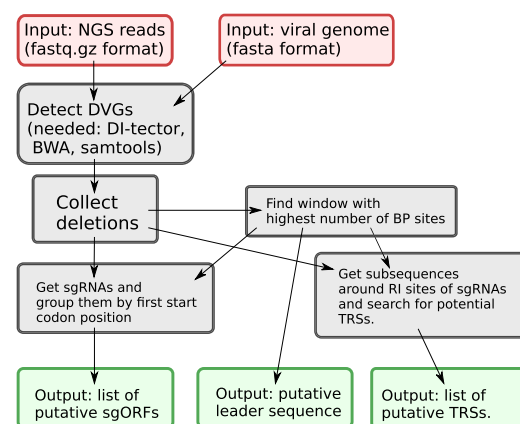 Input: NGS reads
(fastq.gz format)
Input: viral genome
(fasta format)
Detect DVGs
(needed: DI-tector,
BWA, samtools)
Collect
deletions
Find window with
highest number of BP sites
Get sgRNAs and
group them by first start
codon position
Get subsequences
around RI sites of sgRNAs
and search for potential
TRSs.
Output: list of
putative sgORFs
Output: putative
leader sequence
Output: list of
putative TRSs.